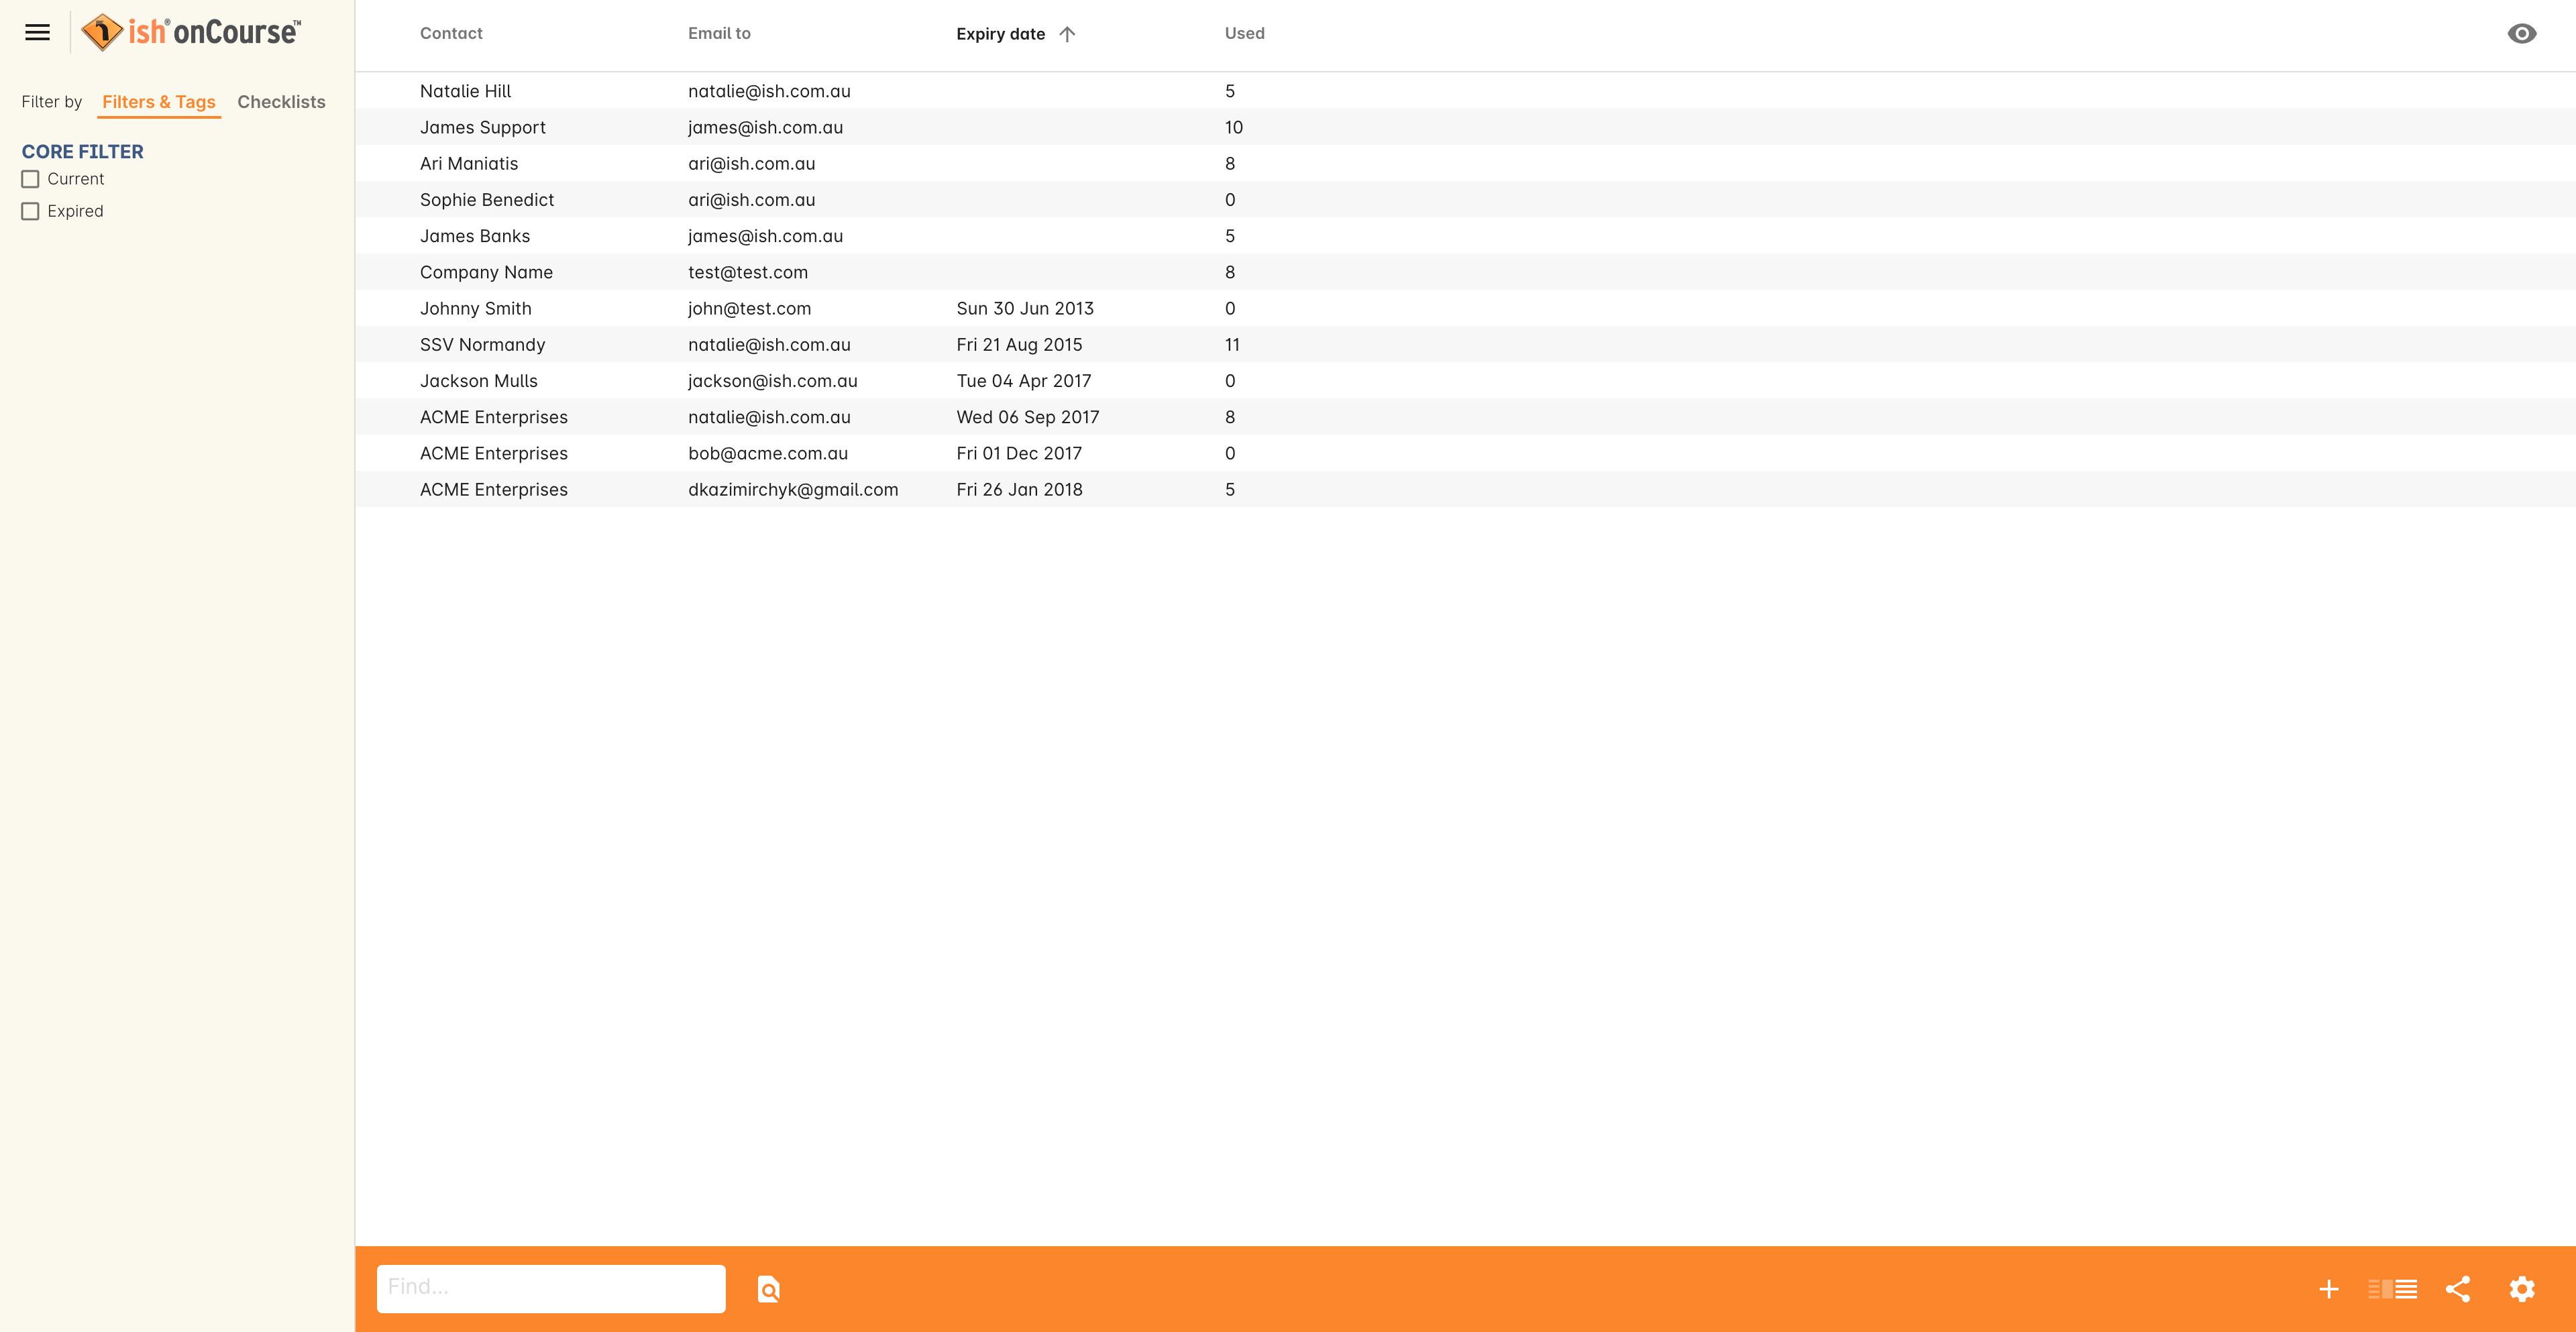 ish® onCourse™
Filter by Filters & Tags Checklists
CORE FILTER
Current
Expired
Contact Email to Expiry date Used
Natalie Hill natalie@ish.com.au 5
James Support james@ish.com.au 10
Ari Maniatis ari@ish.com.au 8
Sophie Benedict ari@ish.com.au 0
James Banks james@ish.com.au 5
Company Name test@test.com 8
Johnny Smith john@test.com Sun 30 Jun 2013 0
SSV Normandy natalie@ish.com.au Fri 21 Aug 2015 11
Jackson Mulls jackson@ish.com.au Tue 04 Apr 2017 0
ACME Enterprises natalie@ish.com.au Wed 06 Sep 2017 8
ACME Enterprises bob@acme.com.au Fri 01 Dec 2017 0
ACME Enterprises dkazimirchyk@gmail.com Fri 26 Jan 2018 5
Find...